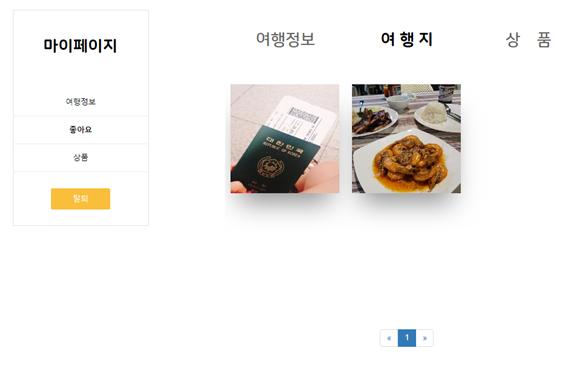 마이페이지
여행정보
좋아요
상품
탈퇴
여행정보
여 행 지
상 품
대한민국
REPUBLIC OF KOREA
« 1 »